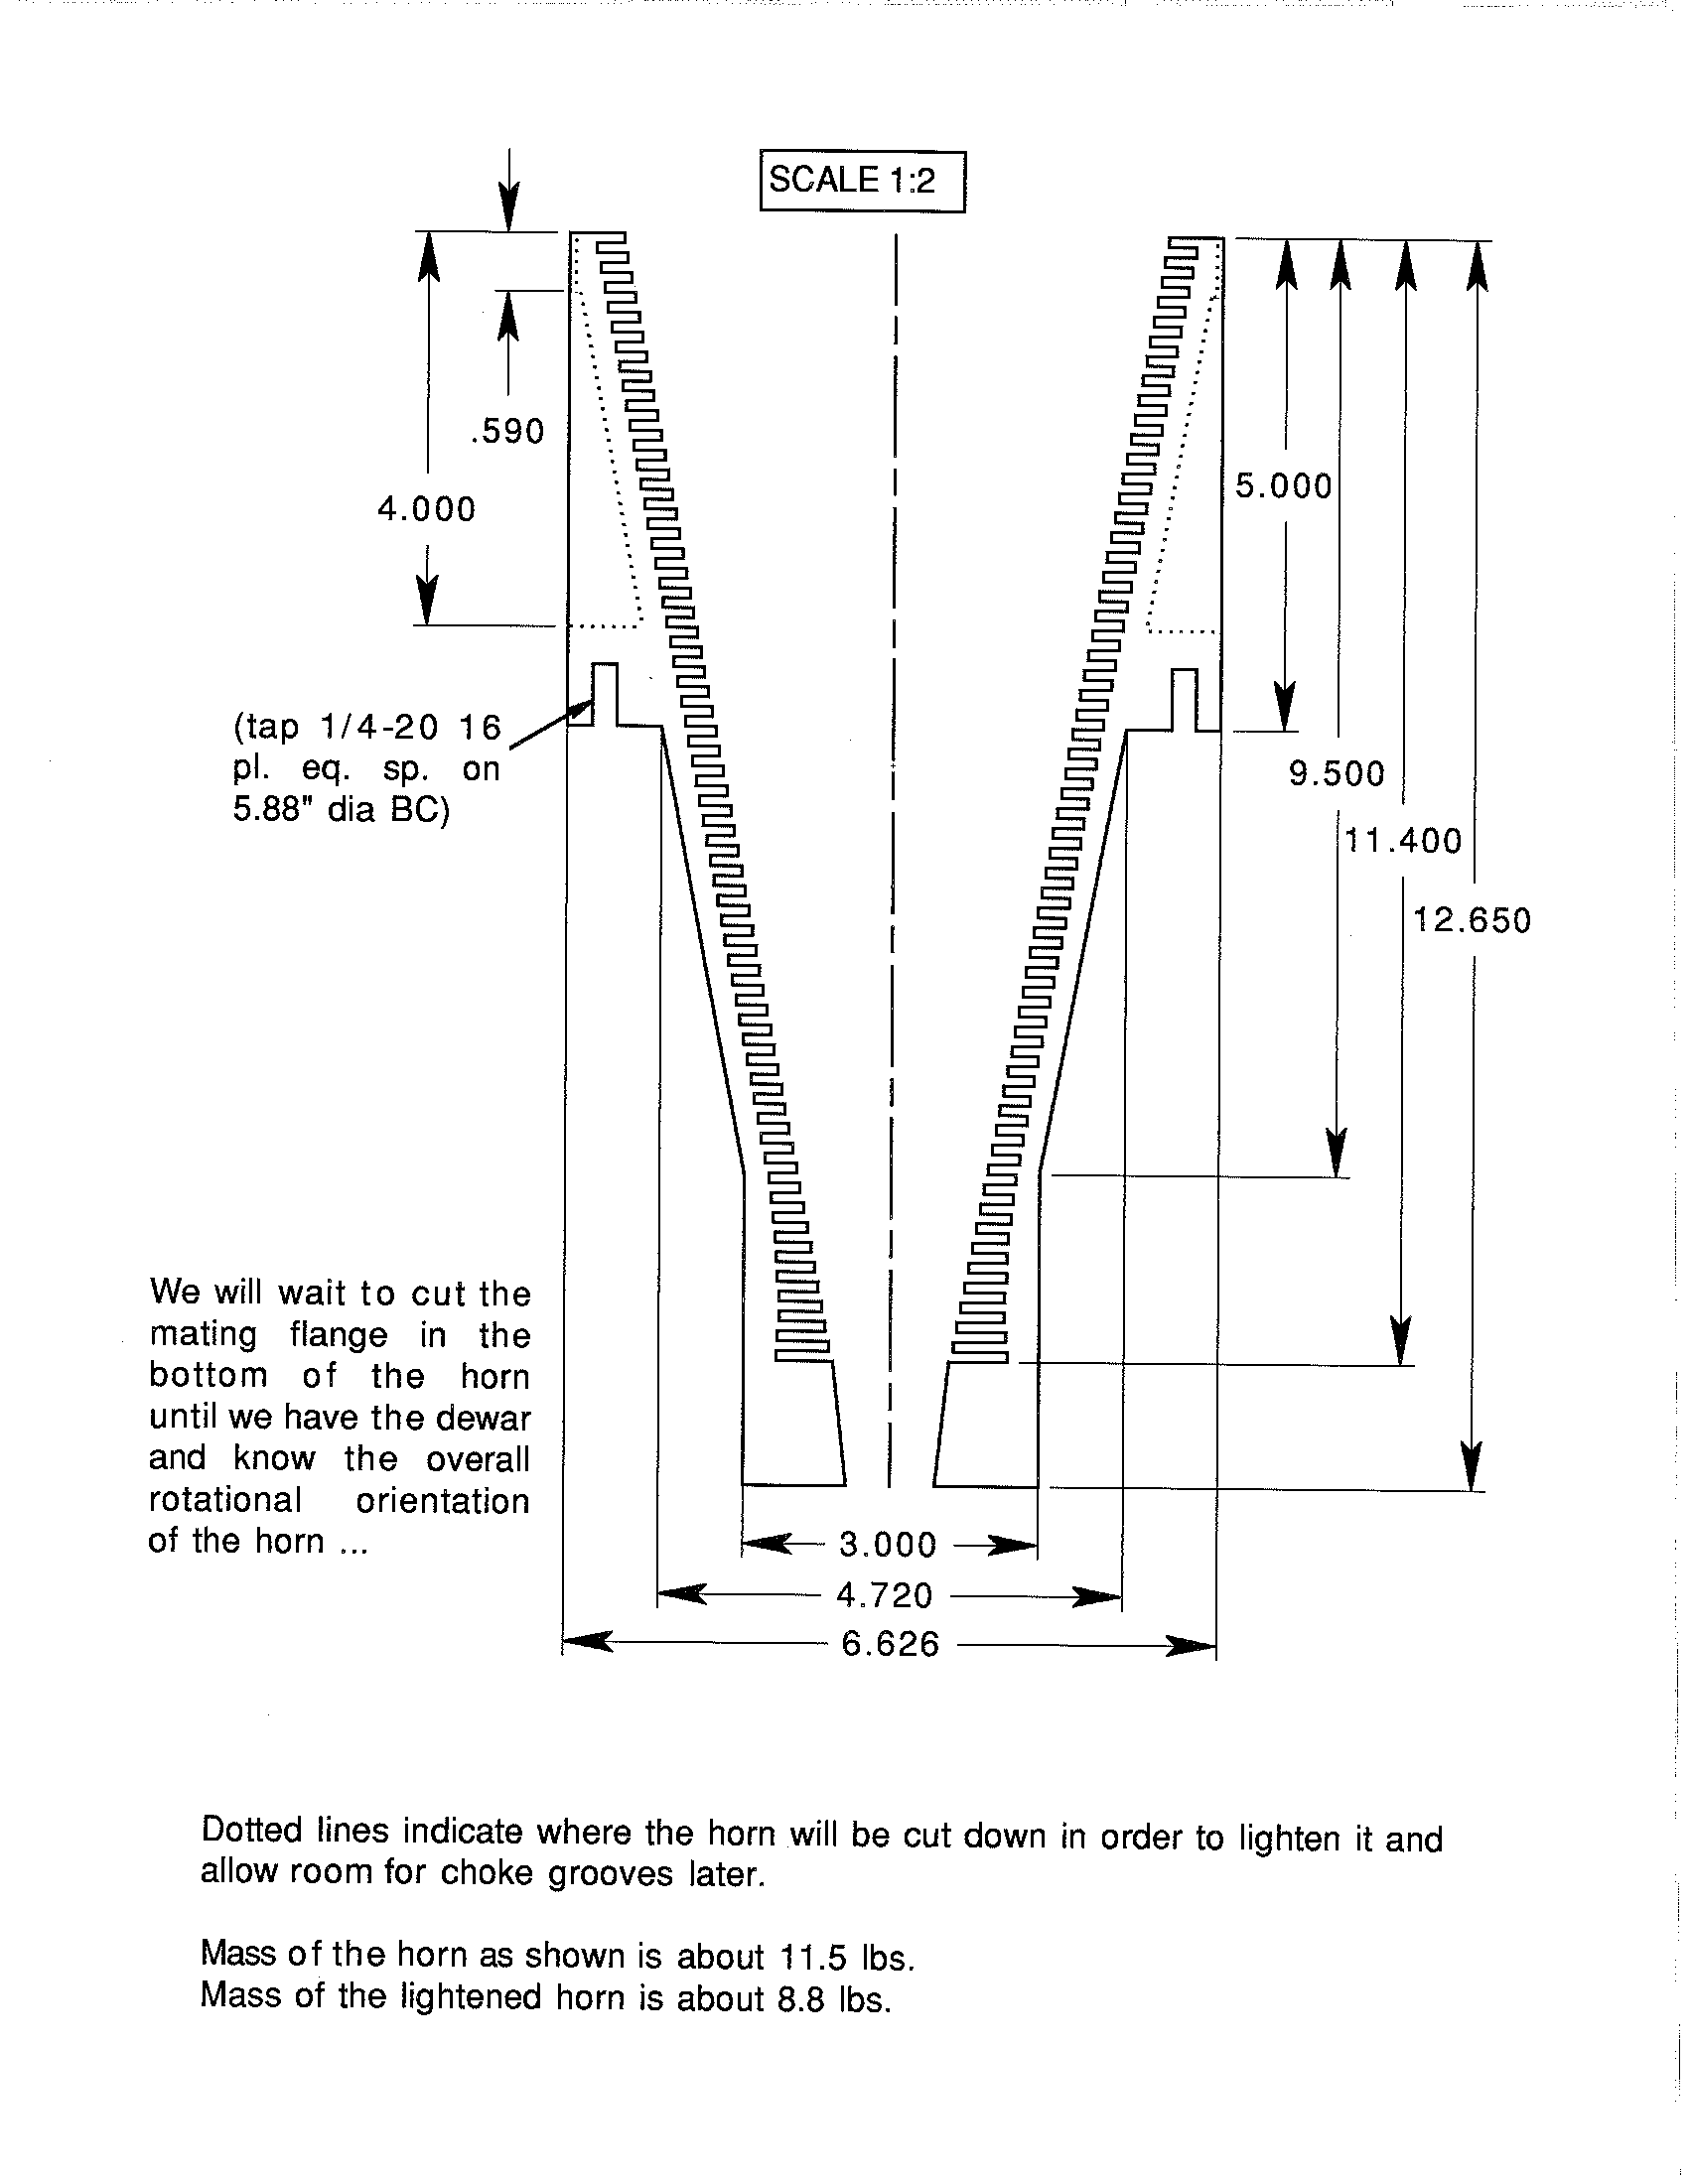 SCALE 1:2
.590
4.000
5.000
(tap 1/4-20 16
pl. eq. sp. on
5.88" dia BC)
9.500
11.400
12.650
We will wait to cut the
mating flange in the
bottom of the horn
until we have the dewar
and know the overall
rotational orientation
of the horn ...
3.000
4.720
6.626
Dotted lines indicate where the horn will be cut down in order to lighten it and
allow room for choke grooves later.
Mass of the horn as shown is about 11.5 lbs.
Mass of the lightened horn is about 8.8 lbs.